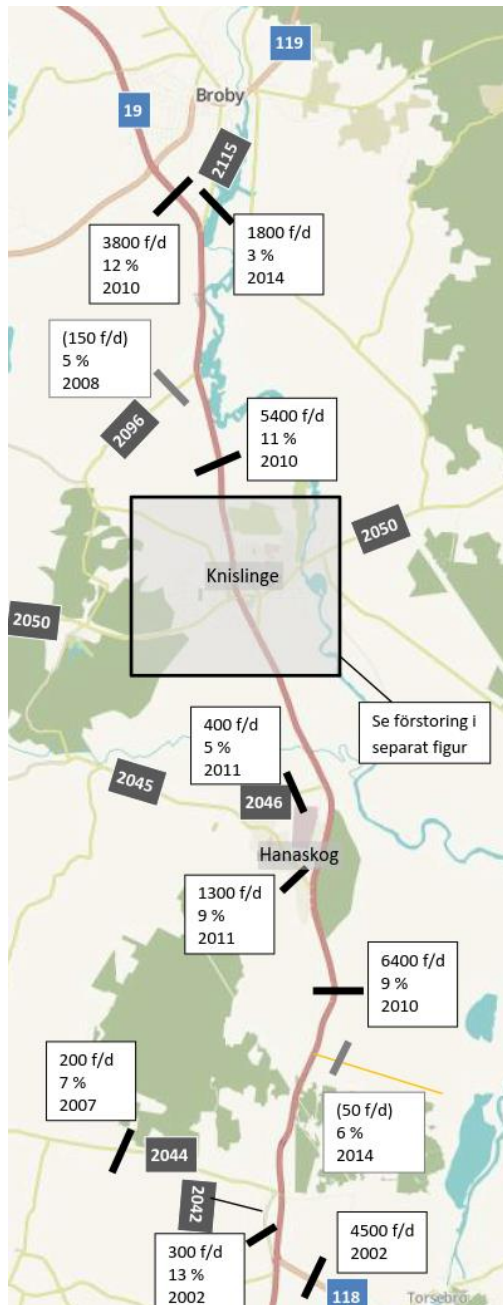 119
Broby
19
2115
3800 f/d
12 %
2010
1800 f/d
3 %
2014
(150 f/d)
5 %
2008
2096
5400 f/d
11 %
2010
2050
Knislinge
2050
Se förstoring i
separat figur
400 f/d
5 %
2011
2045
2046
Hanaskog
1300 f/d
9 %
2011
6400 f/d
9 %
2010
200 f/d
7 %
2007
(50 f/d)
6 %
2014
2044
2042
300 f/d
13 %
2002
4500 f/d
2002
118
Torsebro